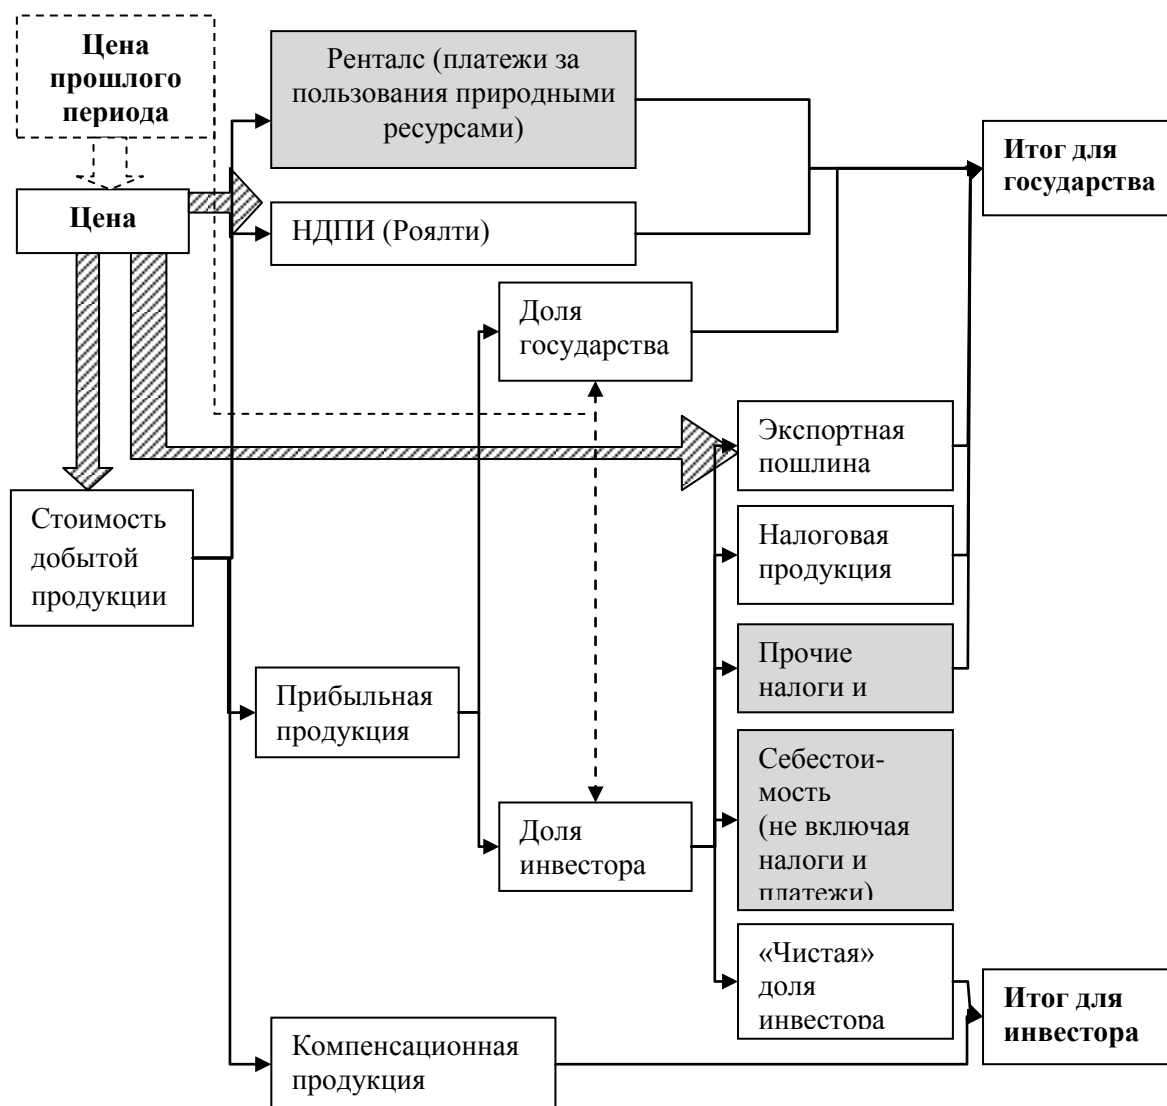 Цена
прошлого
периода
Ренталс (платежи за
пользования природными
ресурсами)
Итог для
государства
Цена
НДПИ (Роялти)
Доля
государства
Экспортная
пошлина
Стоимость
добытой
продукции
Налоговая
продукция
Прочие
налоги и
Прибыльная
продукция
Себестои-
мость
(не включая
налоги и
платежи)
Доля
инвестора
«Чистая»
доля
инвестора
Итог для
инвестора
Компенсационная
продукция